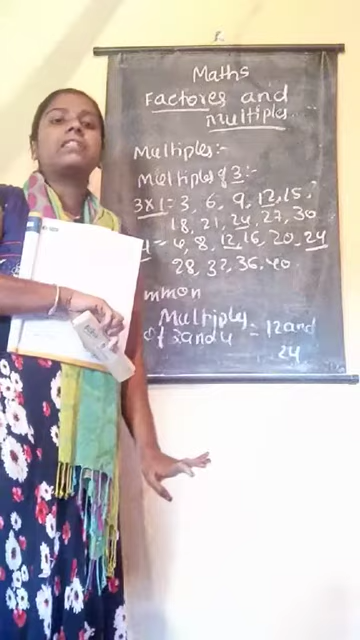 Maths
Factores and
multiples
Multiples:-
Multiples of 3:-
3x1=3, 6, 9, 12, 15,
18, 21, 24, 27, 30
= 4, 8, 12, 16, 20, 24
28, 32, 36, 40.
mmon
Multiples
of 3 and 4 = 12 and
24